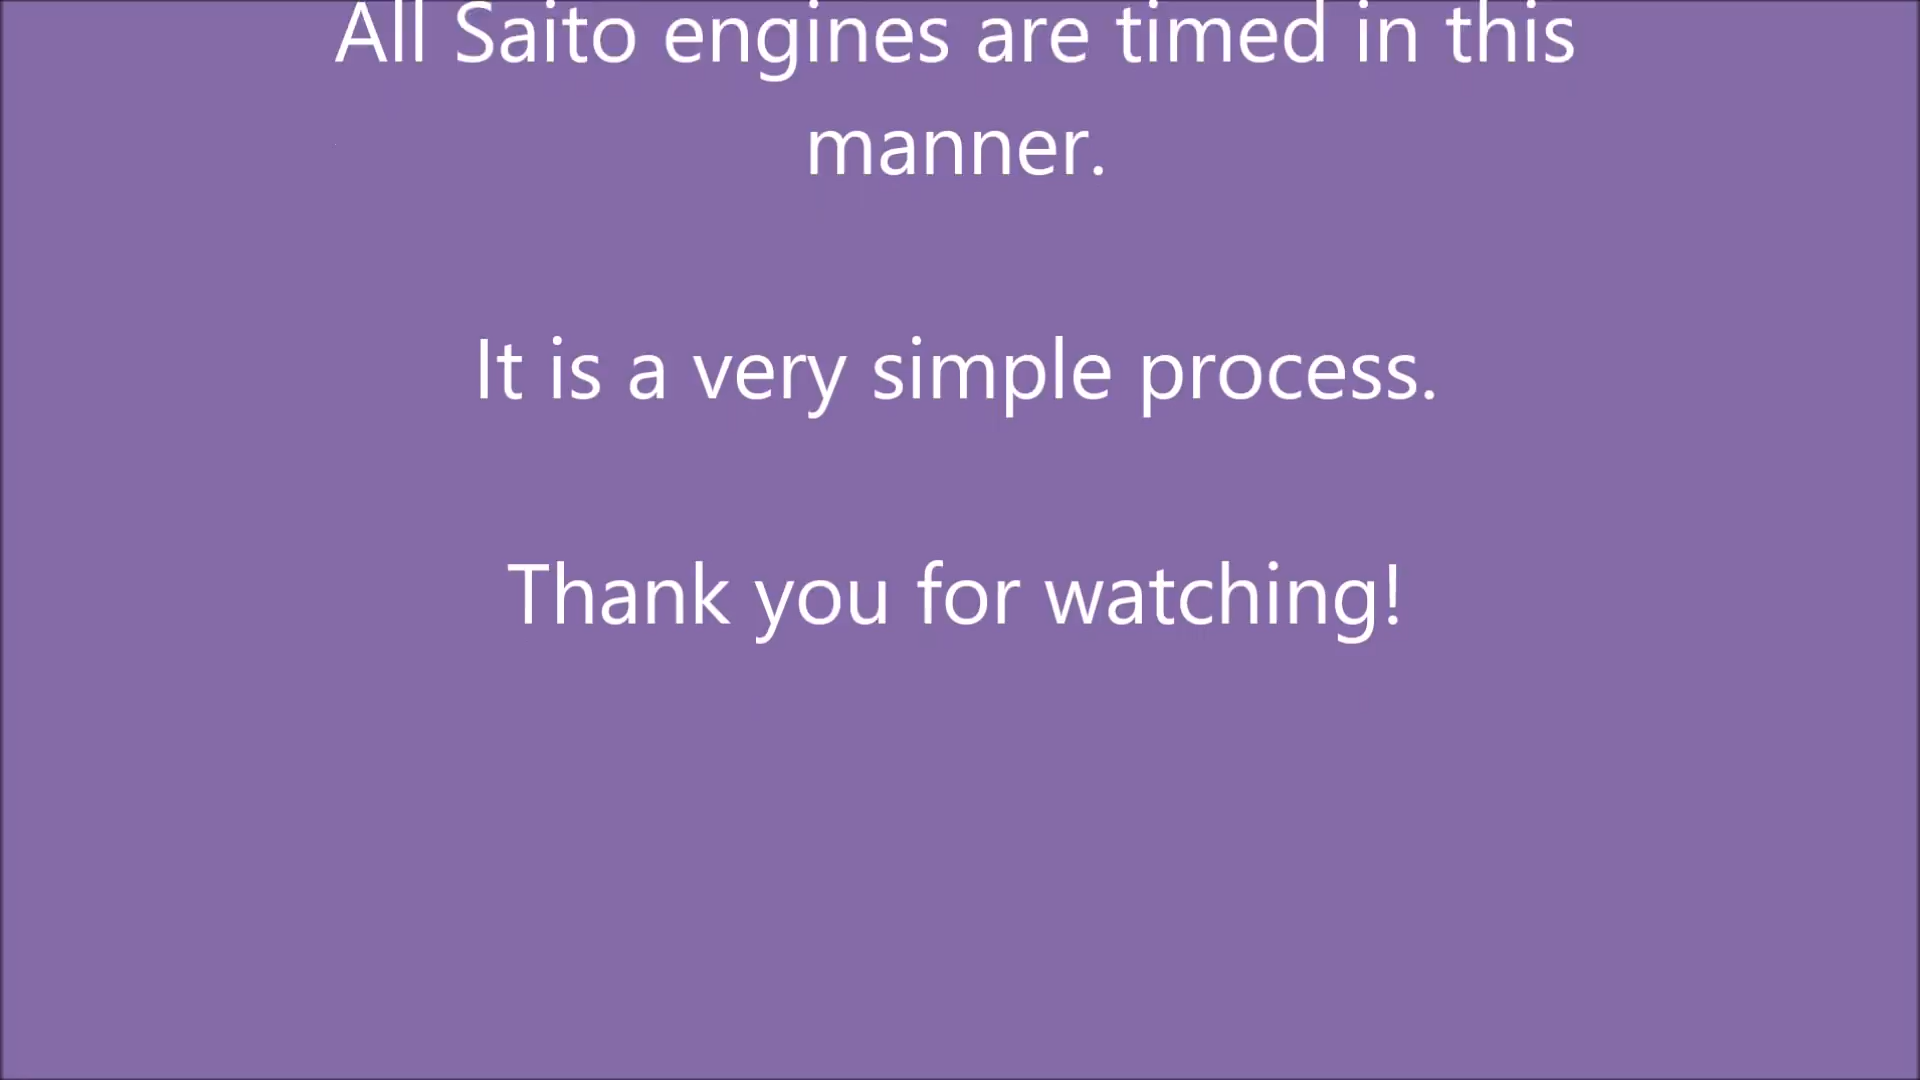 All Saito engines are timed in this
manner.
It is a very simple process.
Thank you for watching!